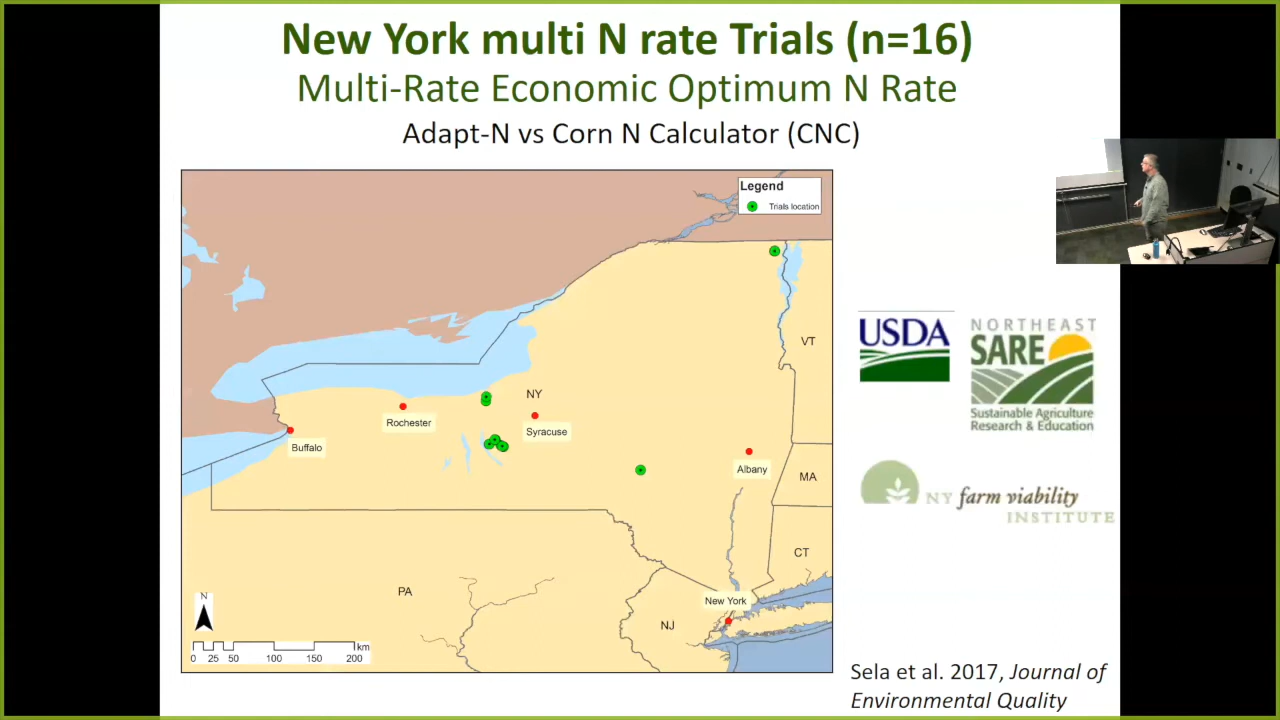 New York multi N rate Trials (n=16)
Multi-Rate Economic Optimum N Rate
Adapt-N vs Corn N Calculator (CNC)
Legend
Trials location
VT
NY
Rochester
Syracuse
Buffalo
Albany
MA
CT
PA
New York
NJ
N
km
0 25 50 100 150 200
USDA
NORTHEAST
SARE
Sustainable Agriculture
Research & Education
NY farm viability
INSTITUTE
Sela et al. 2017, Journal of
Environmental Quality